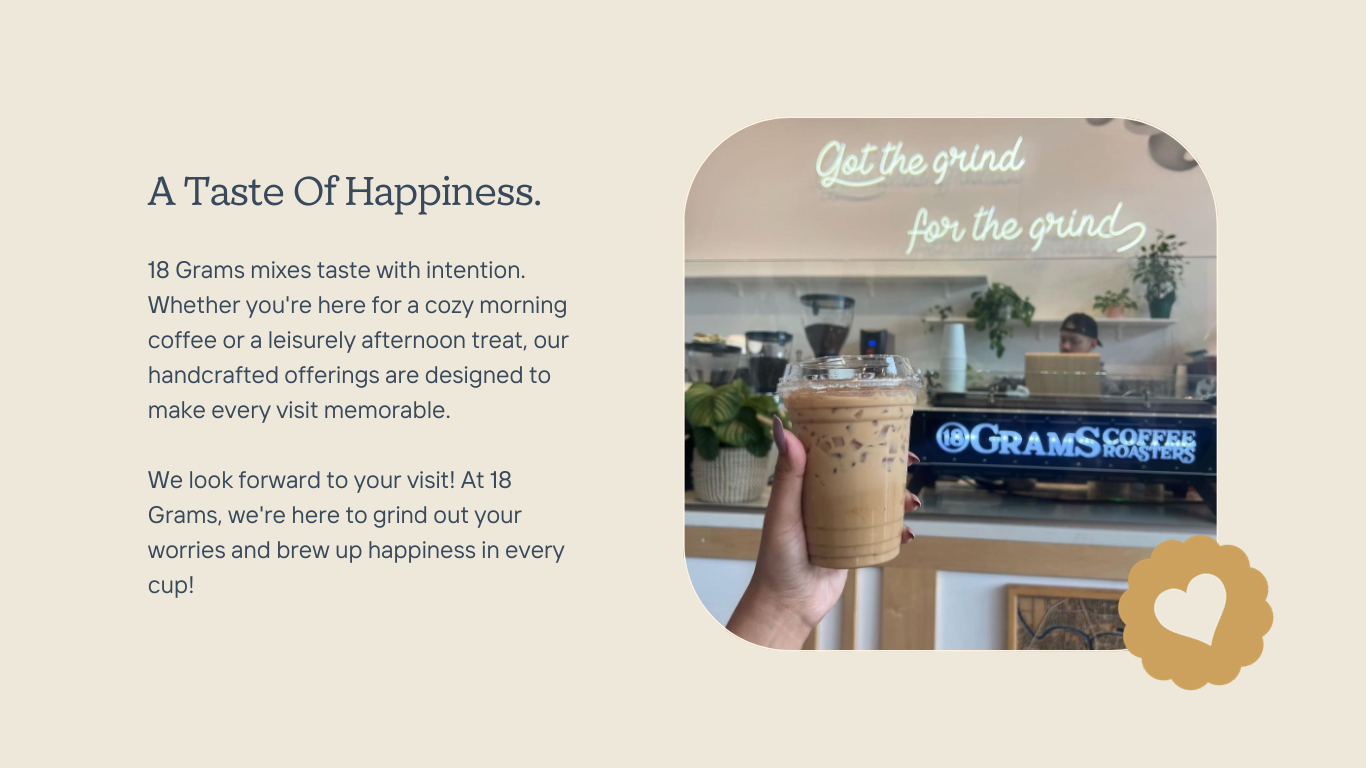 A Taste Of Happiness.
18 Grams mixes taste with intention.
Whether you're here for a cozy morning
coffee or a leisurely afternoon treat, our
handcrafted offerings are designed to
make every visit memorable.
We look forward to your visit! At 18
Grams, we're here to grind out your
worries and brew up happiness in every
cup!
Got the grind
for the grind
18 GRAMS COFFEE
ROASTERS